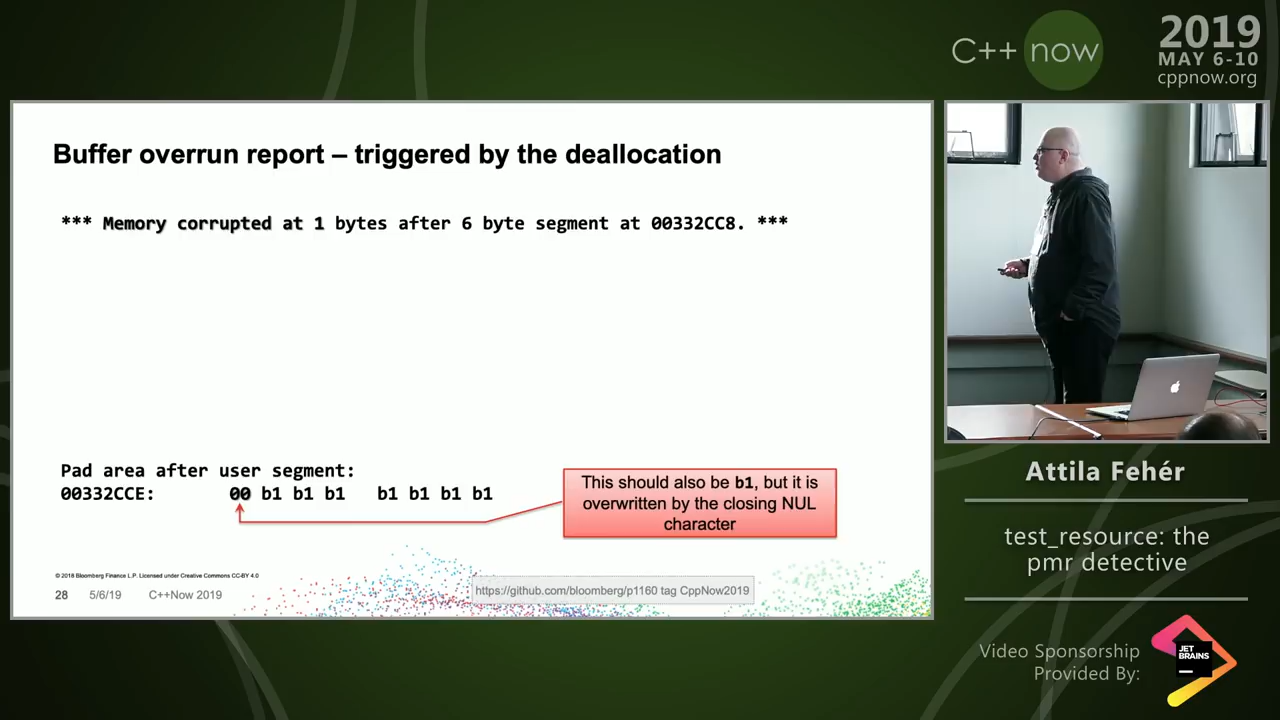 C++ now
2019
MAY 6-10
cppnow.org
Buffer overrun report – triggered by the deallocation
*** Memory corrupted at 1 bytes after 6 byte segment at 00332CC8. ***
Pad area after user segment:
00332CCE: 00 b1 b1 b1 b1 b1 b1 b1
This should also be b1, but it is
overwritten by the closing NUL
character
© 2018 Bloomberg Finance L.P. Licensed under Creative Commons CC-BY 4.0
28 5/6/19 C++Now 2019
https://github.com/bloomberg/p1160 tag CppNow2019
Attila Fehér
test_resource: the
pmr detective
Video Sponsorship
Provided By:
JET
BRAINS